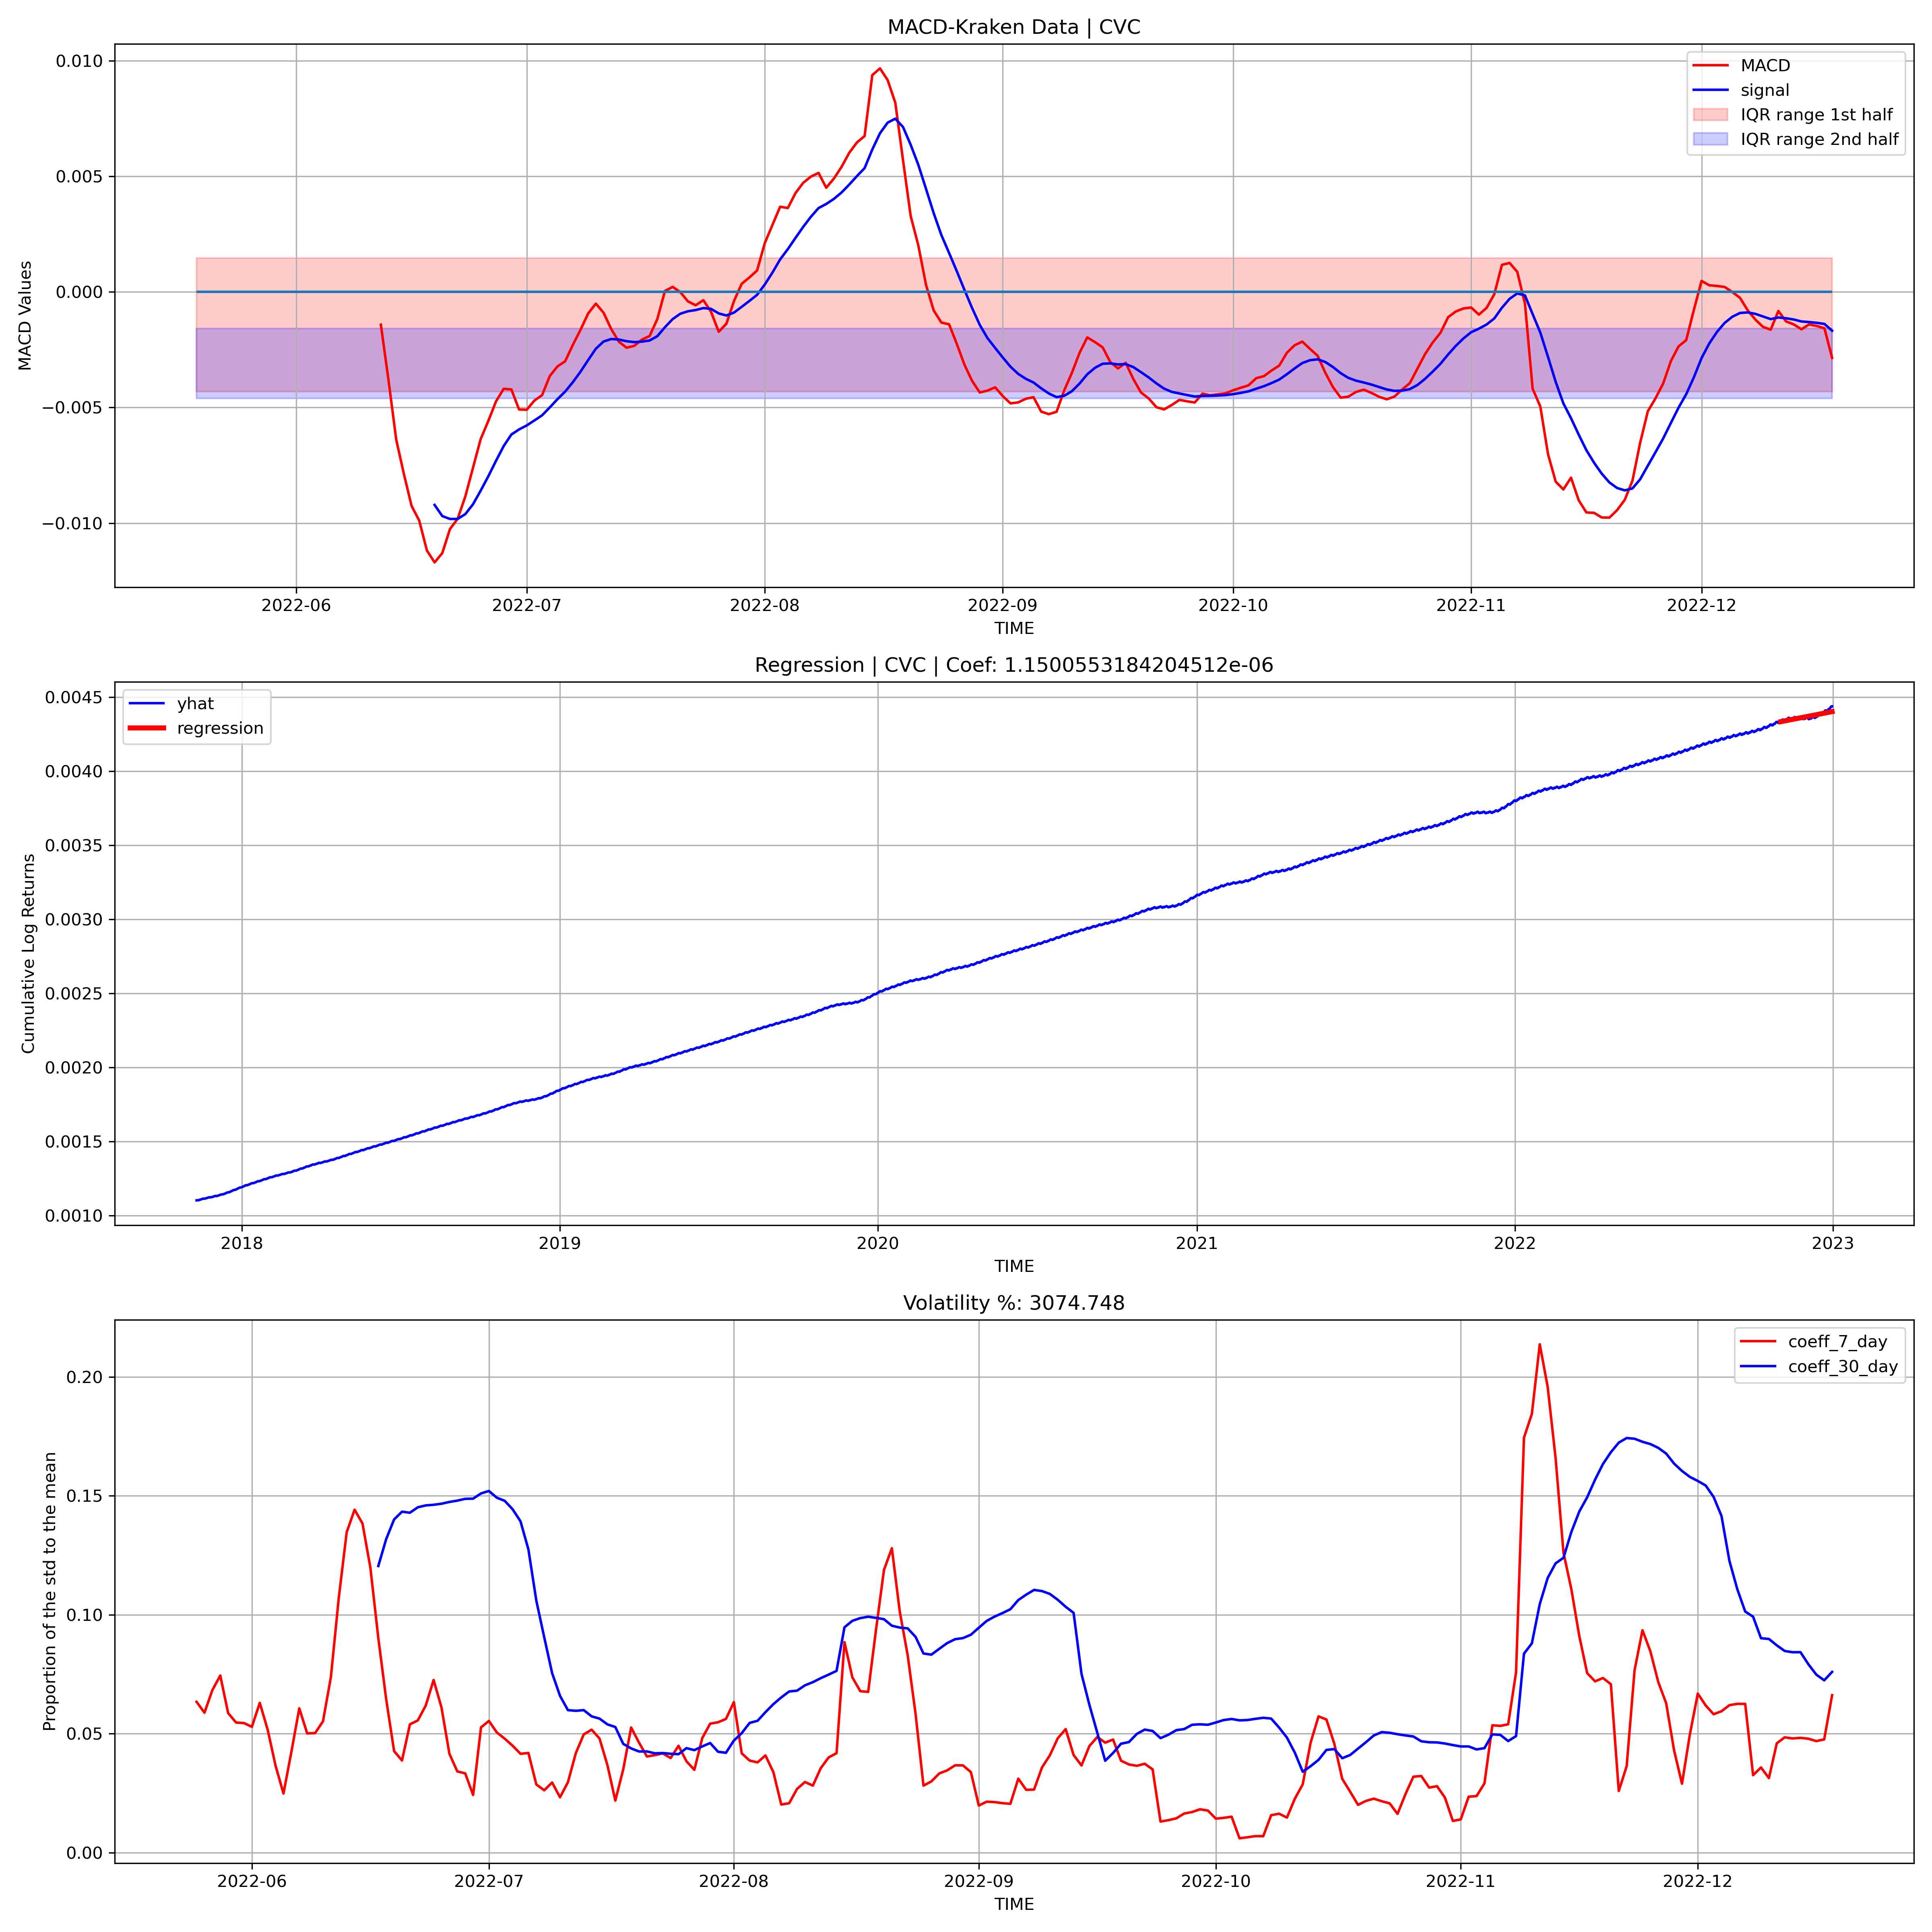 MACD-Kraken Data | CVC
MACD Values
0.010
0.005
0.000
−0.005
−0.010
MACD
signal
IQR range 1st half
IQR range 2nd half
2022-06 2022-07 2022-08 2022-09 2022-10 2022-11 2022-12
TIME
Regression | CVC | Coef: 1.1500553184204512e-06
Cumulative Log Returns
0.0045
0.0040
0.0035
0.0030
0.0025
0.0020
0.0015
0.0010
yhat
regression
2018 2019 2020 2021 2022 2023
TIME
Volatility %: 3074.748
Proportion of the std to the mean
0.20
0.15
0.10
0.05
0.00
coeff_7_day
coeff_30_day
2022-06 2022-07 2022-08 2022-09 2022-10 2022-11 2022-12
TIME